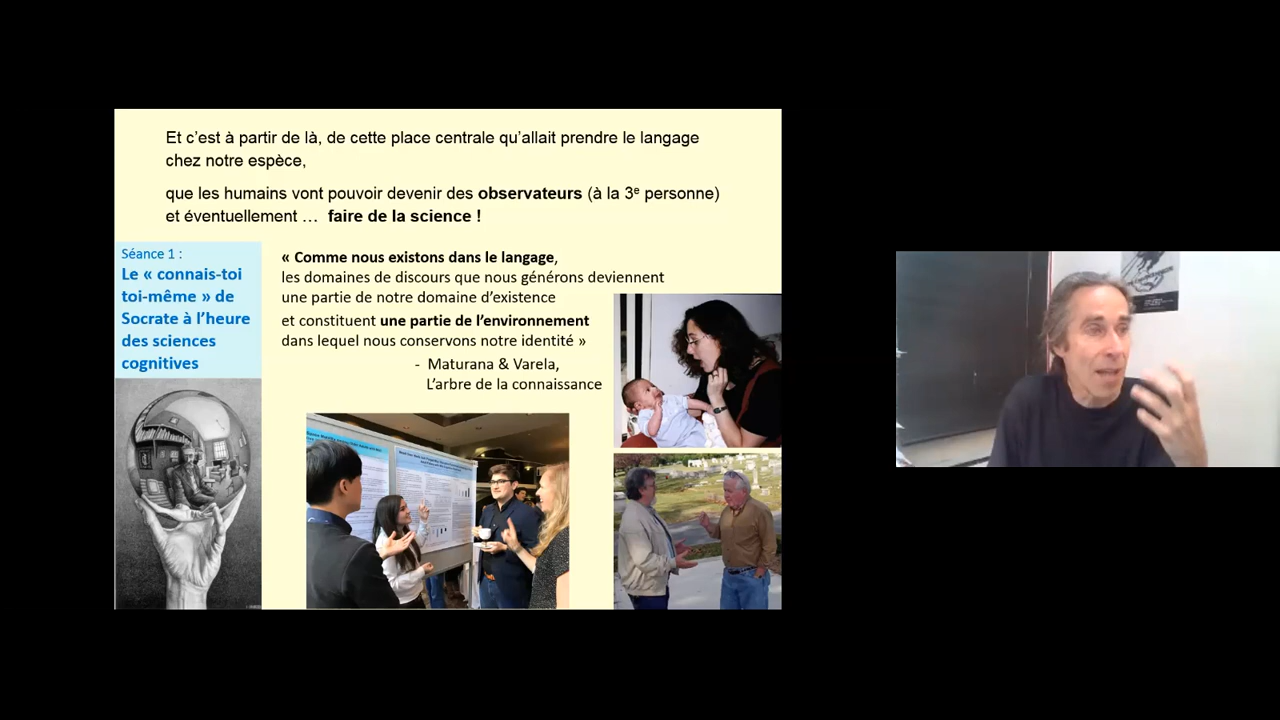 Et c’est à partir de là, de cette place centrale qu’allait prendre le langage
chez notre espèce,
que les humains vont pouvoir devenir des observateurs (à la 3e personne)
et éventuellement … faire de la science !
Séance 1 :
Le « connais-toi
toi-même » de
Socrate à l’heure
des sciences
cognitives
« Comme nous existons dans le langage,
les domaines de discours que nous générons deviennent
une partie de notre domaine d’existence
et constituent une partie de l’environnement
dans lequel nous conservons notre identité »
- Maturana & Varela,
L’arbre de la connaissance